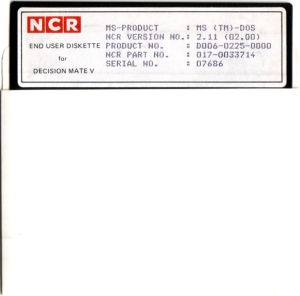 NCR
END USER DISKETTE
for
DECISION MATE V
MS-PRODUCT : MS (TM)-DOS
NCR VERSION NO.: 2.11 (02.00)
PRODUCT NO. : D006-0225-0000
NCR PART NO. : 017-0033714
SERIAL NO. : 07686